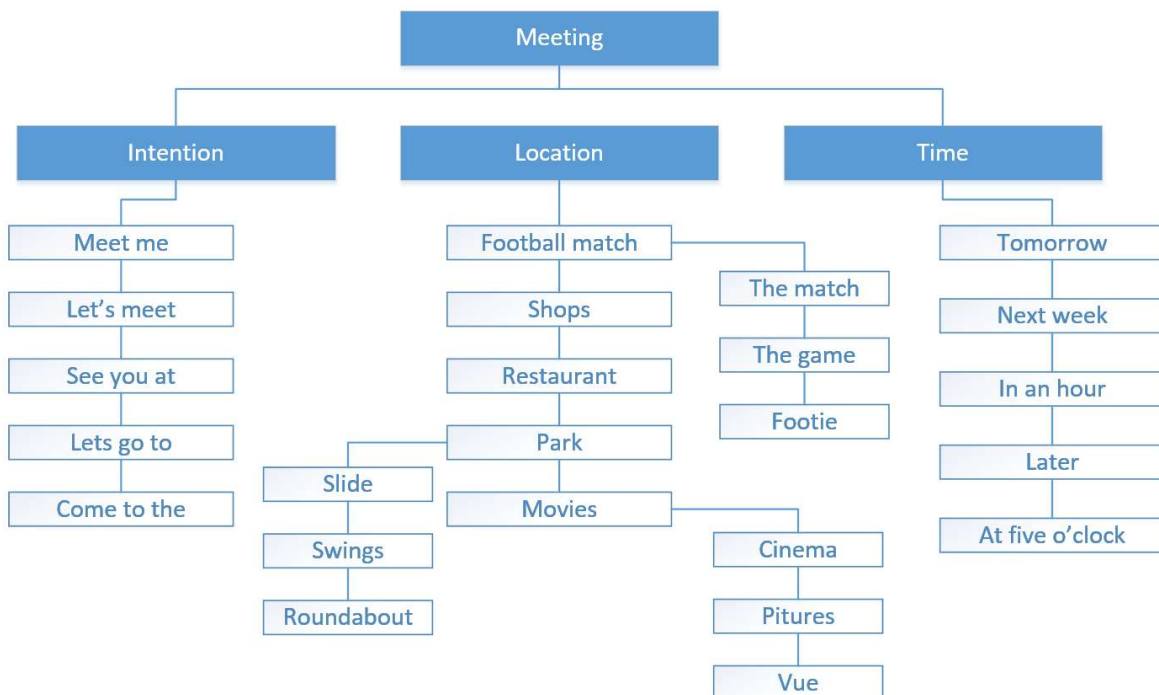 Meeting
Intention
Location
Time
Meet me
Let's meet
See you at
Lets go to
Come to the
Football match
Shops
Restaurant
Park
Movies
The match
The game
Footie
Slide
Swings
Roundabout
Cinema
Pitures
Vue
Tomorrow
Next week
In an hour
Later
At five o'clock